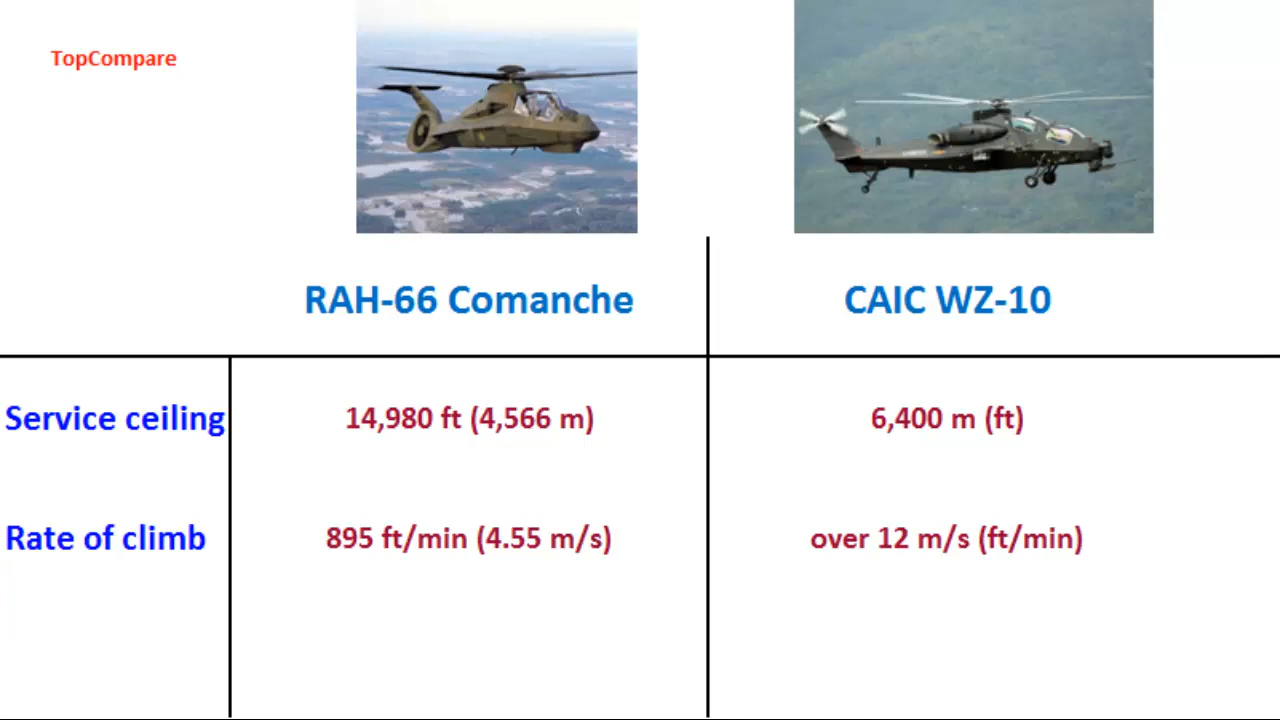 TopCompare
RAH-66 Comanche
CAIC WZ-10
Service ceiling
14,980 ft (4,566 m)
6,400 m (ft)
Rate of climb
895 ft/min (4.55 m/s)
over 12 m/s (ft/min)